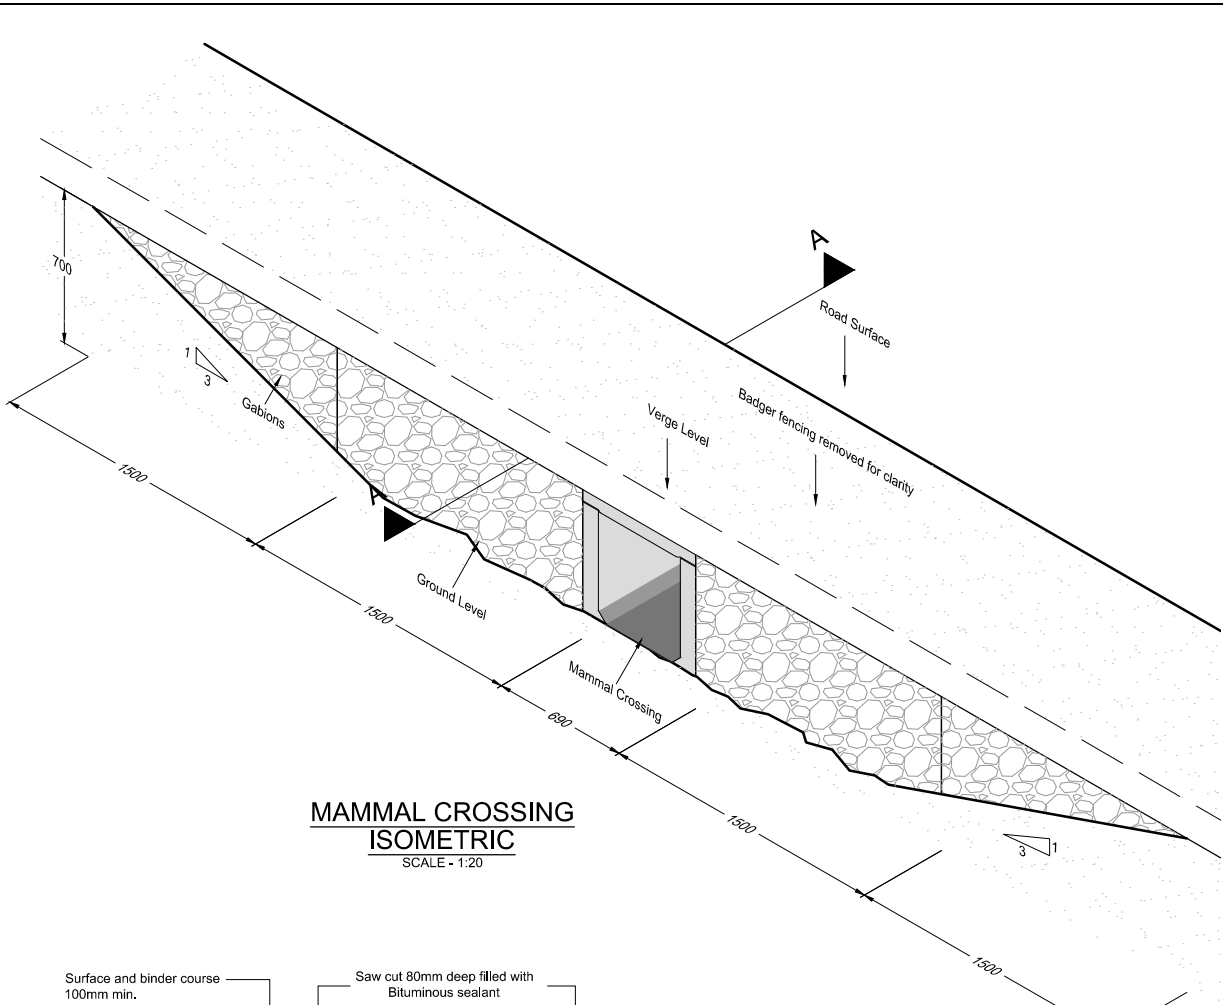 A
Road Surface
700
1
3
Gabions
Verge Level
Badger fencing removed for clarity
1500
A
Ground Level
1500
Mammal Crossing
690
MAMMAL CROSSING
ISOMETRIC
SCALE - 1:20
1500
3
1
1500
Surface and binder course
100mm min.
Saw cut 80mm deep filled with
Bituminous sealant